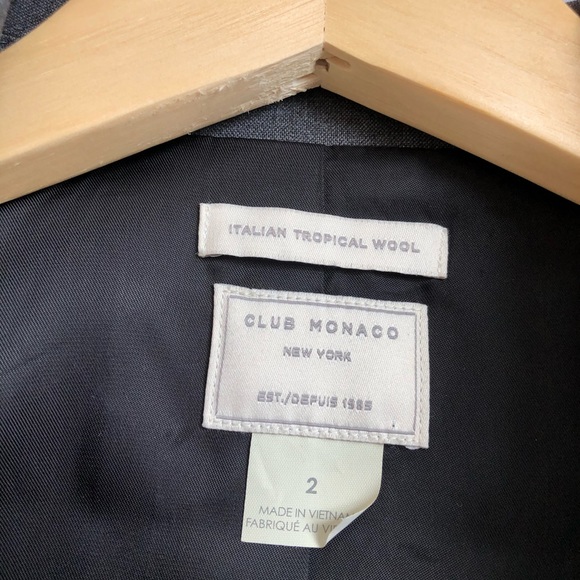 ITALIAN TROPICAL WOOL
CLUB MONACO
NEW YORK
EST./DEPUIS 1985
2
MADE IN
FABRIQUÉ AU